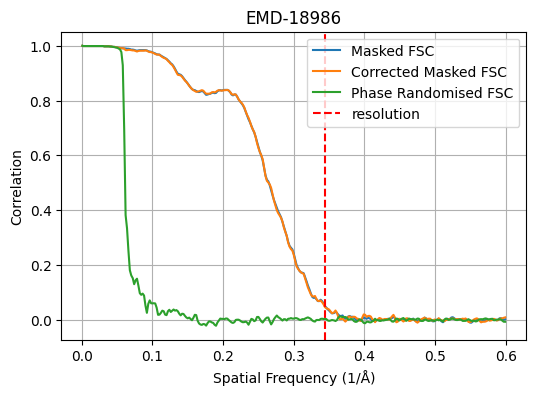 EMD-18986
Masked FSC
Corrected Masked FSC
Phase Randomised FSC
resolution
Correlation
1.0
0.8
0.6
0.4
0.2
0.0
0.0 0.1 0.2 0.3 0.4 0.5 0.6
Spatial Frequency (1/Å)